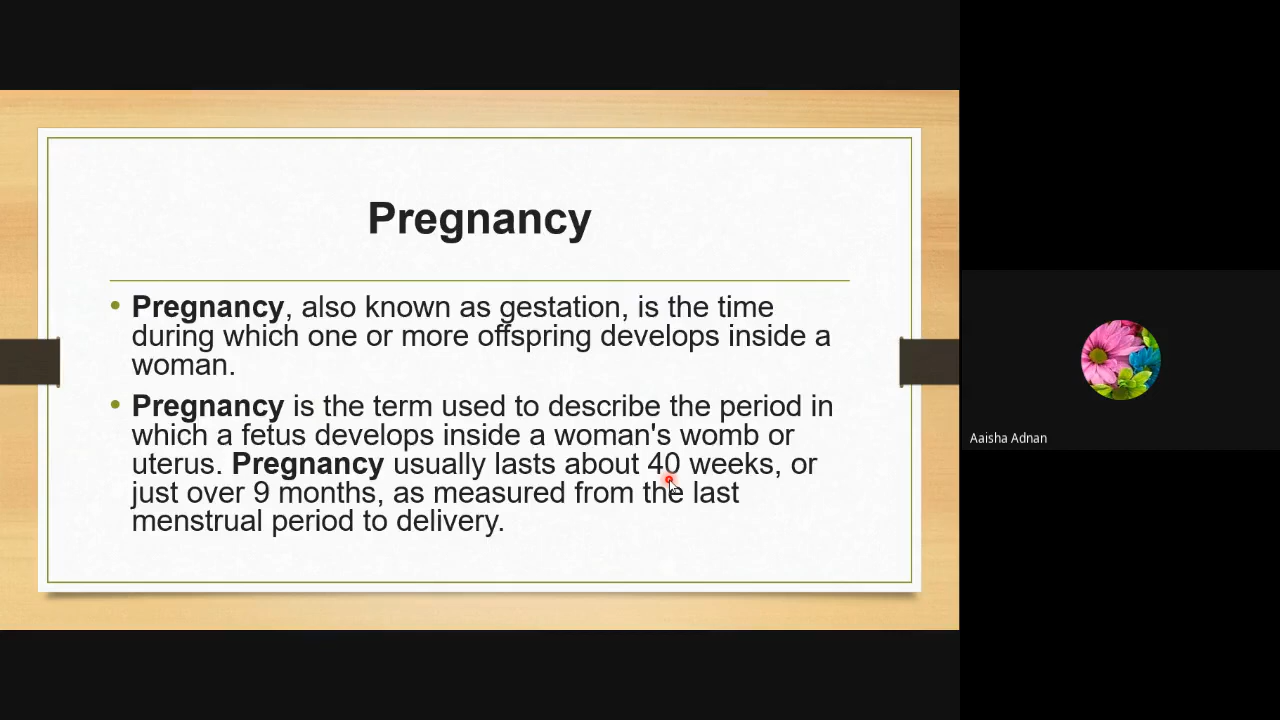 Pregnancy
• Pregnancy, also known as gestation, is the time
during which one or more offspring develops inside a
woman.
• Pregnancy is the term used to describe the period in
which a fetus develops inside a woman's womb or
uterus. Pregnancy usually lasts about 40 weeks, or
just over 9 months, as measured from the last
menstrual period to delivery.
Aaisha Adnan